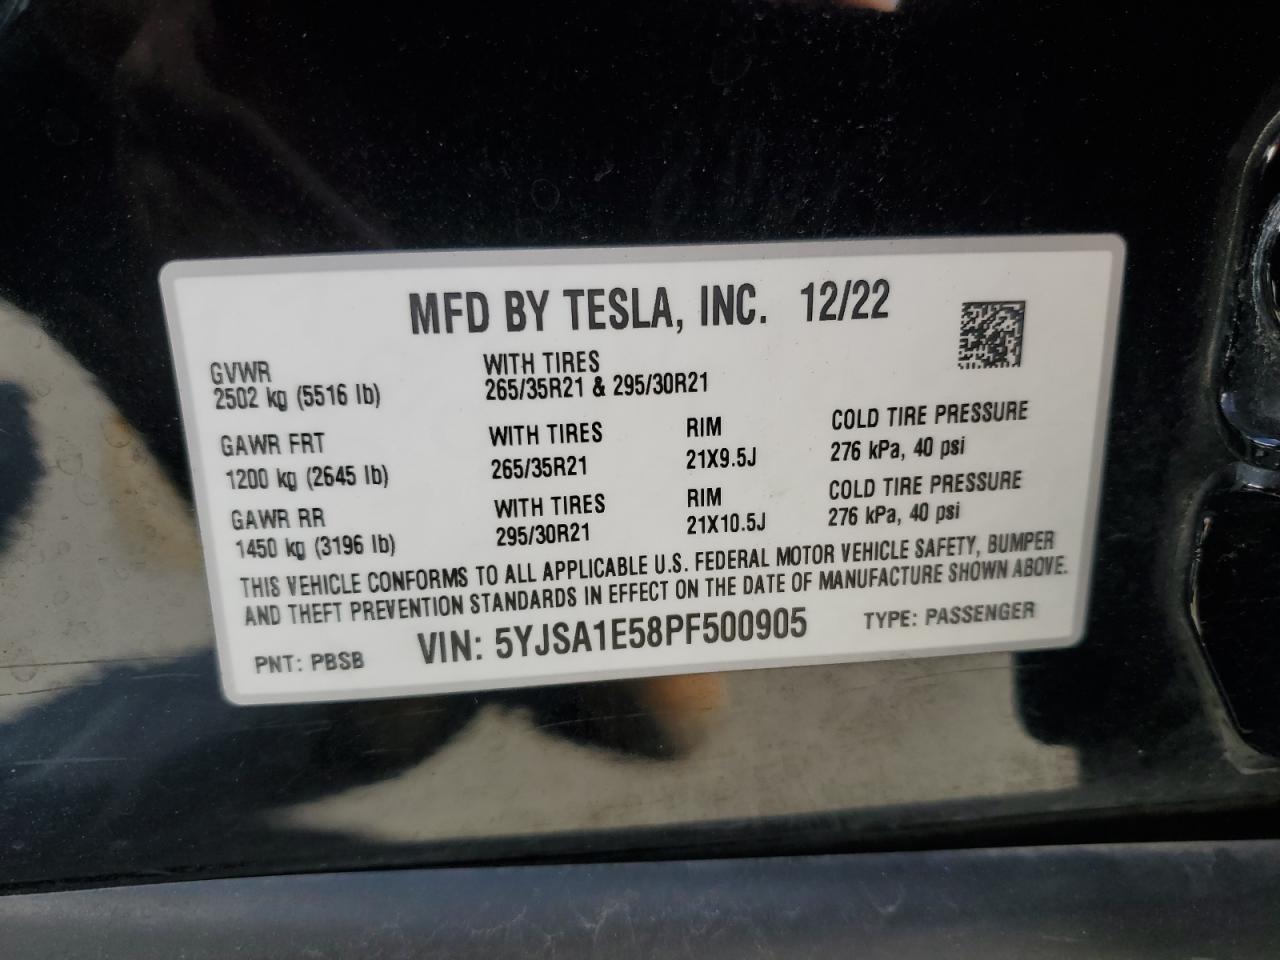 MFD BY TESLA, INC. 12/22
GVWR WITH TIRES
2502 kg (5516 lb) 265/35R21 & 295/30R21
GAWR FRT WITH TIRES RIM COLD TIRE PRESSURE
1200 kg (2645 lb) 265/35R21 21X9.5J 276 kPa, 40 psi
GAWR RR WITH TIRES RIM COLD TIRE PRESSURE
1450 kg (3196 lb) 295/30R21 21X10.5J 276 kPa, 40 psi
THIS VEHICLE CONFORMS TO ALL APPLICABLE U.S. FEDERAL MOTOR VEHICLE SAFETY, BUMPER
AND THEFT PREVENTION STANDARDS IN EFFECT ON THE DATE OF MANUFACTURE SHOWN ABOVE.
PNT: PBSB VIN: 5YJSA1E58PF500905 TYPE: PASSENGER